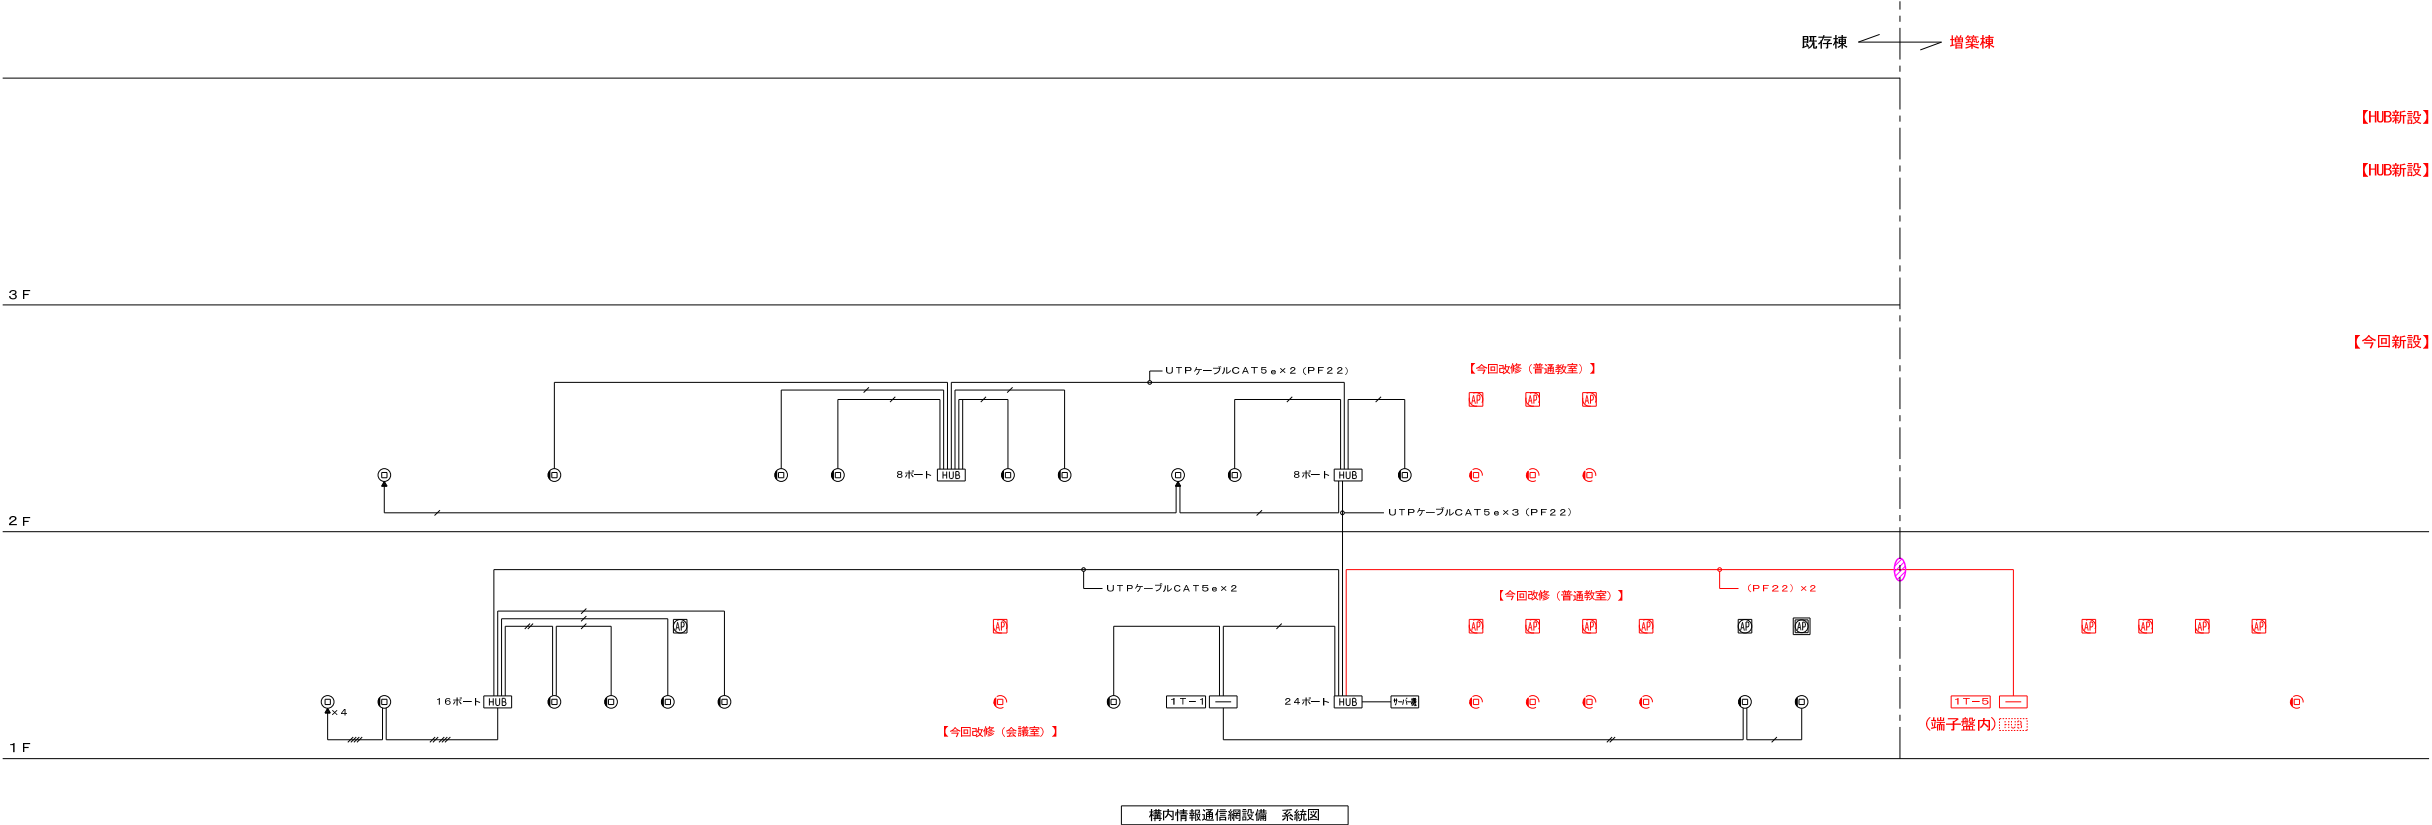 既存棟 増築棟
【HUB新設】
【HUB新設】
3F
【今回新設】
UTPケーブルCAT5e×2(PF22)
【今回改修(普通教室)】
AP AP AP
8ポート HUB 8ポート HUB
UTPケーブルCAT5e×3(PF22)
2F
UTPケーブルCAT5e×2
(PF22)×2
【今回改修(普通教室)】
AP AP AP AP AP AP AP AP AP AP AP AP
16ポート HUB 1T-1 24ポート HUB 1T-5
×4
(端子盤内) HUB
【今回改修(会議室)】
1F
構内情報通信網設備 系統図